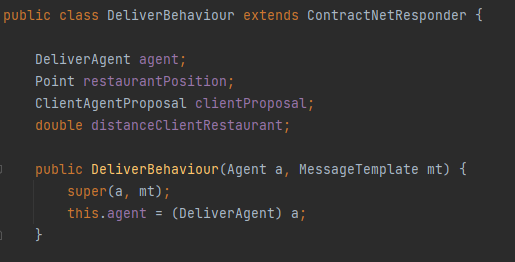 public class DeliverBehaviour extends ContractNetResponder {
DeliverAgent agent;
Point restaurantPosition;
ClientAgentProposal clientProposal;
double distanceClientRestaurant;
public DeliverBehaviour(Agent a, MessageTemplate mt) {
super(a, mt);
this.agent = (DeliverAgent) a;
}